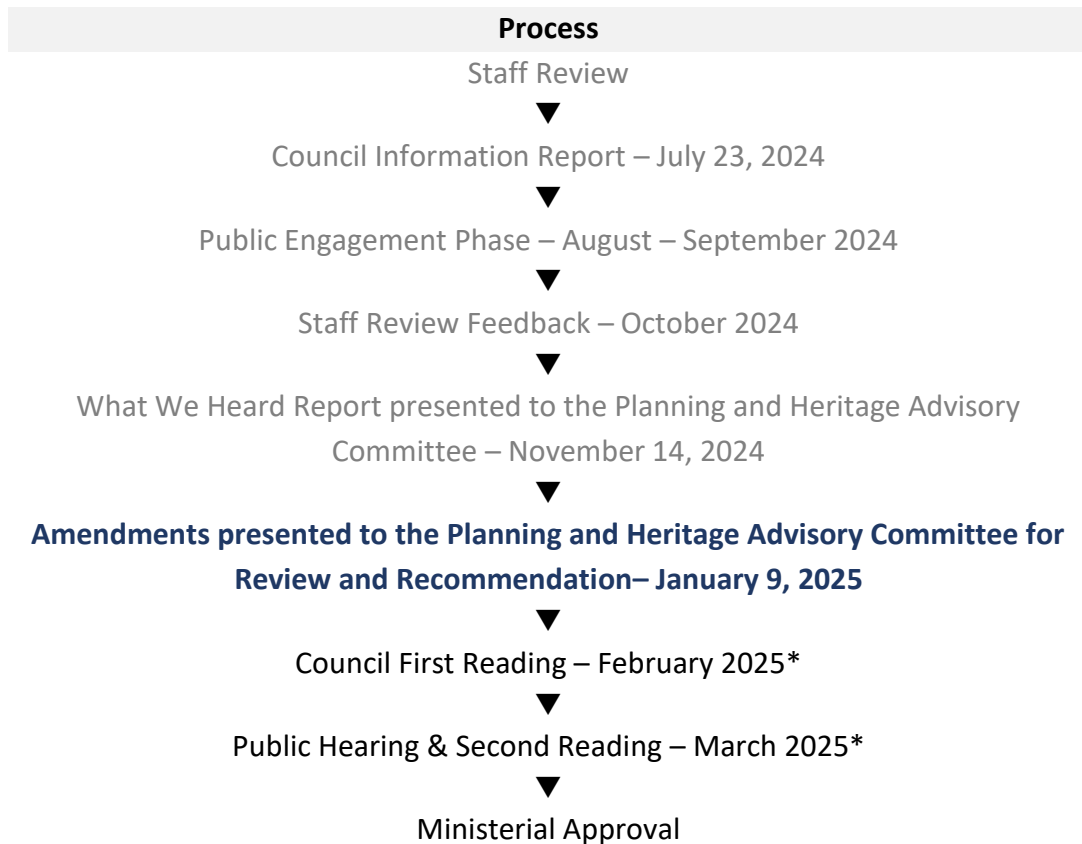 Process
Staff Review
Council Information Report – July 23, 2024
Public Engagement Phase – August – September 2024
Staff Review Feedback – October 2024
What We Heard Report presented to the Planning and Heritage Advisory
Committee – November 14, 2024
Amendments presented to the Planning and Heritage Advisory Committee for
Review and Recommendation– January 9, 2025
Council First Reading – February 2025*
Public Hearing & Second Reading – March 2025*
Ministerial Approval